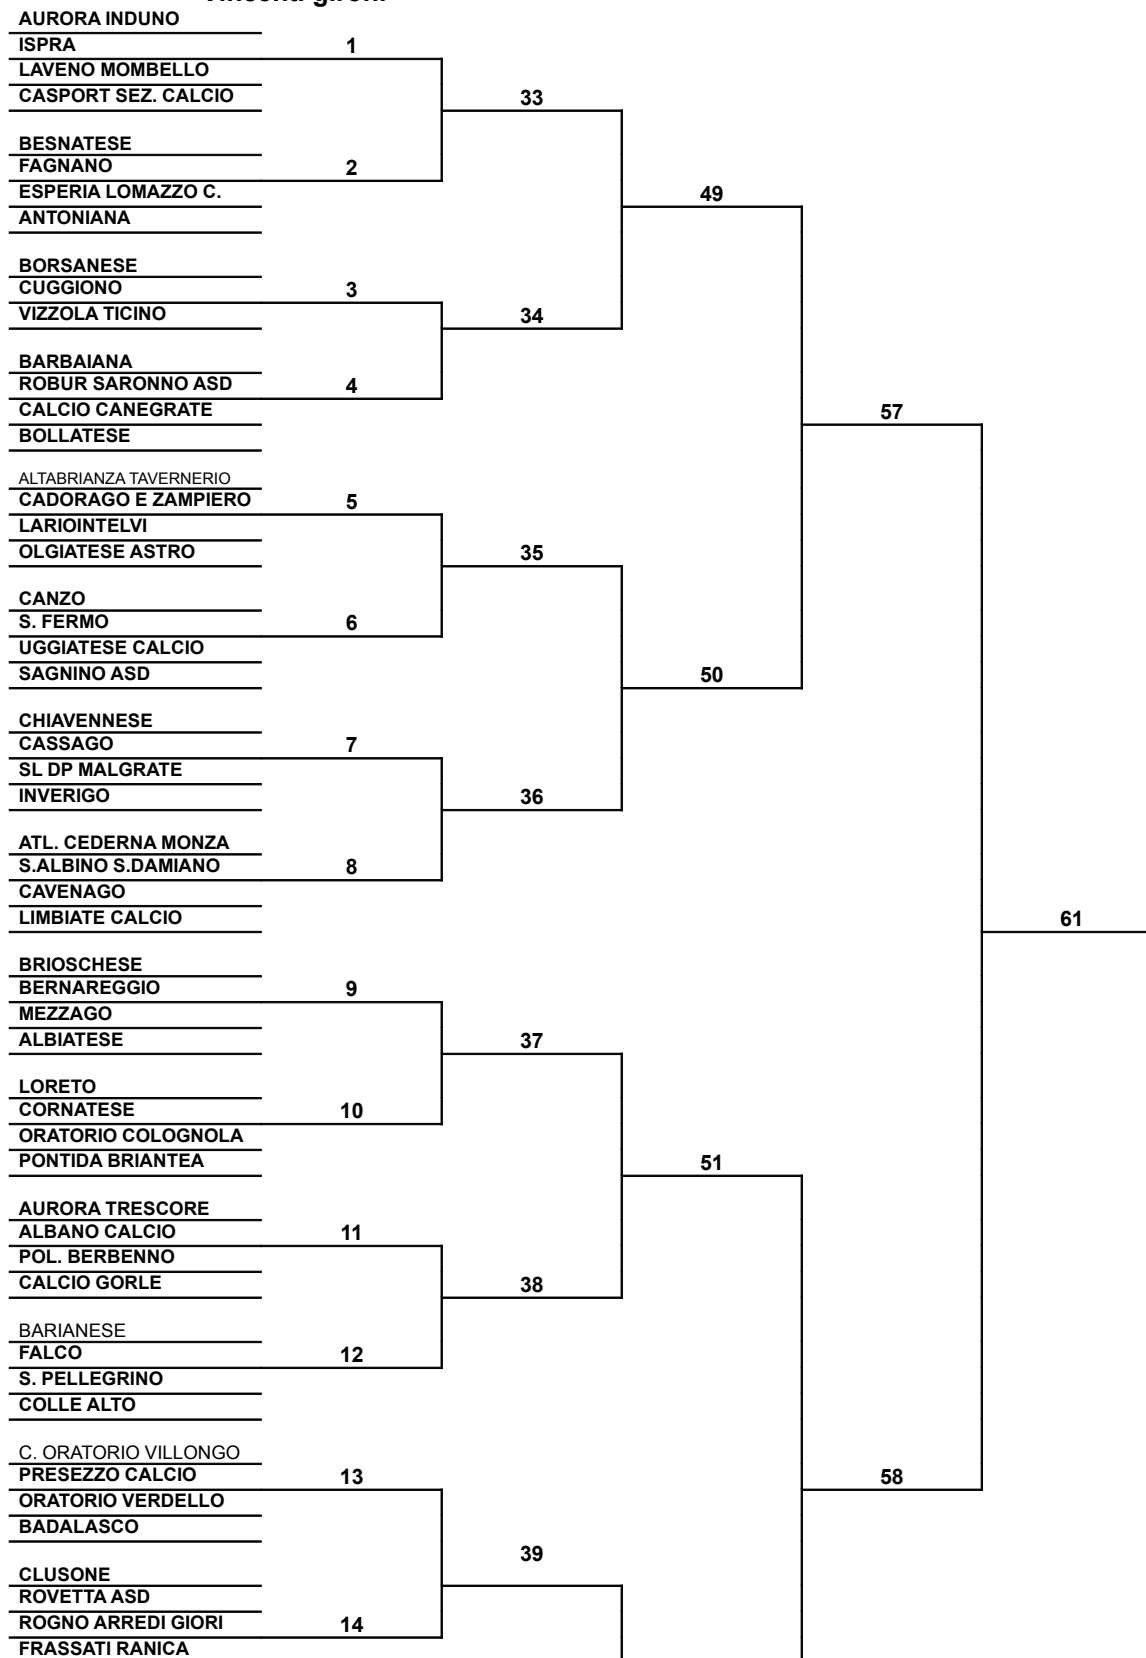 AURORA INDUNO
ISPRA 1
LAVENO MOMBELLO
CASPORT SEZ. CALCIO 33
BESNATESE
FAGNANO 2
ESPERIA LOMAZZO C. 49
ANTONIANA
BORSANESE
CUGGIONO 3
VIZZOLA TICINO 34
BARBAIANA
ROBUR SARONNO ASD 4
CALCIO CANEGRATE 57
BOLLATESE
ALTABRIANZA TAVERNERIO
CADORAGO E ZAMPIERO 5
LARIOINTELVI
OLGIATESE ASTRO 35
CANZO
S. FERMO 6
UGGIATESE CALCIO
SAGNINO ASD 50
CHIAVENNESE
CASSAGO 7
SL DP MALGRATE
INVERIGO 36
ATL. CEDERNA MONZA
S.ALBINO S.DAMIANO 8
CAVENAGO
LIMBIATE CALCIO 61
BRIOSCHESE
BERNAREGGIO 9
MEZZAGO
ALBIATESE 37
LORETO
CORNATESE 10
ORATORIO COLOGNOLA
PONTIDA BRIANTEA 51
AURORA TRESCORE
ALBANO CALCIO 11
POL. BERBENNO
CALCIO GORLE 38
BARIANESE
FALCO 12
S. PELLEGRINO
COLLE ALTO
C. ORATORIO VILLONGO
PRESEZZO CALCIO 13 58
ORATORIO VERDELLO
BADALASCO
39
CLUSONE
ROVETTA ASD
ROGNO ARREDI GIORI 14
FRASSATI RANICA